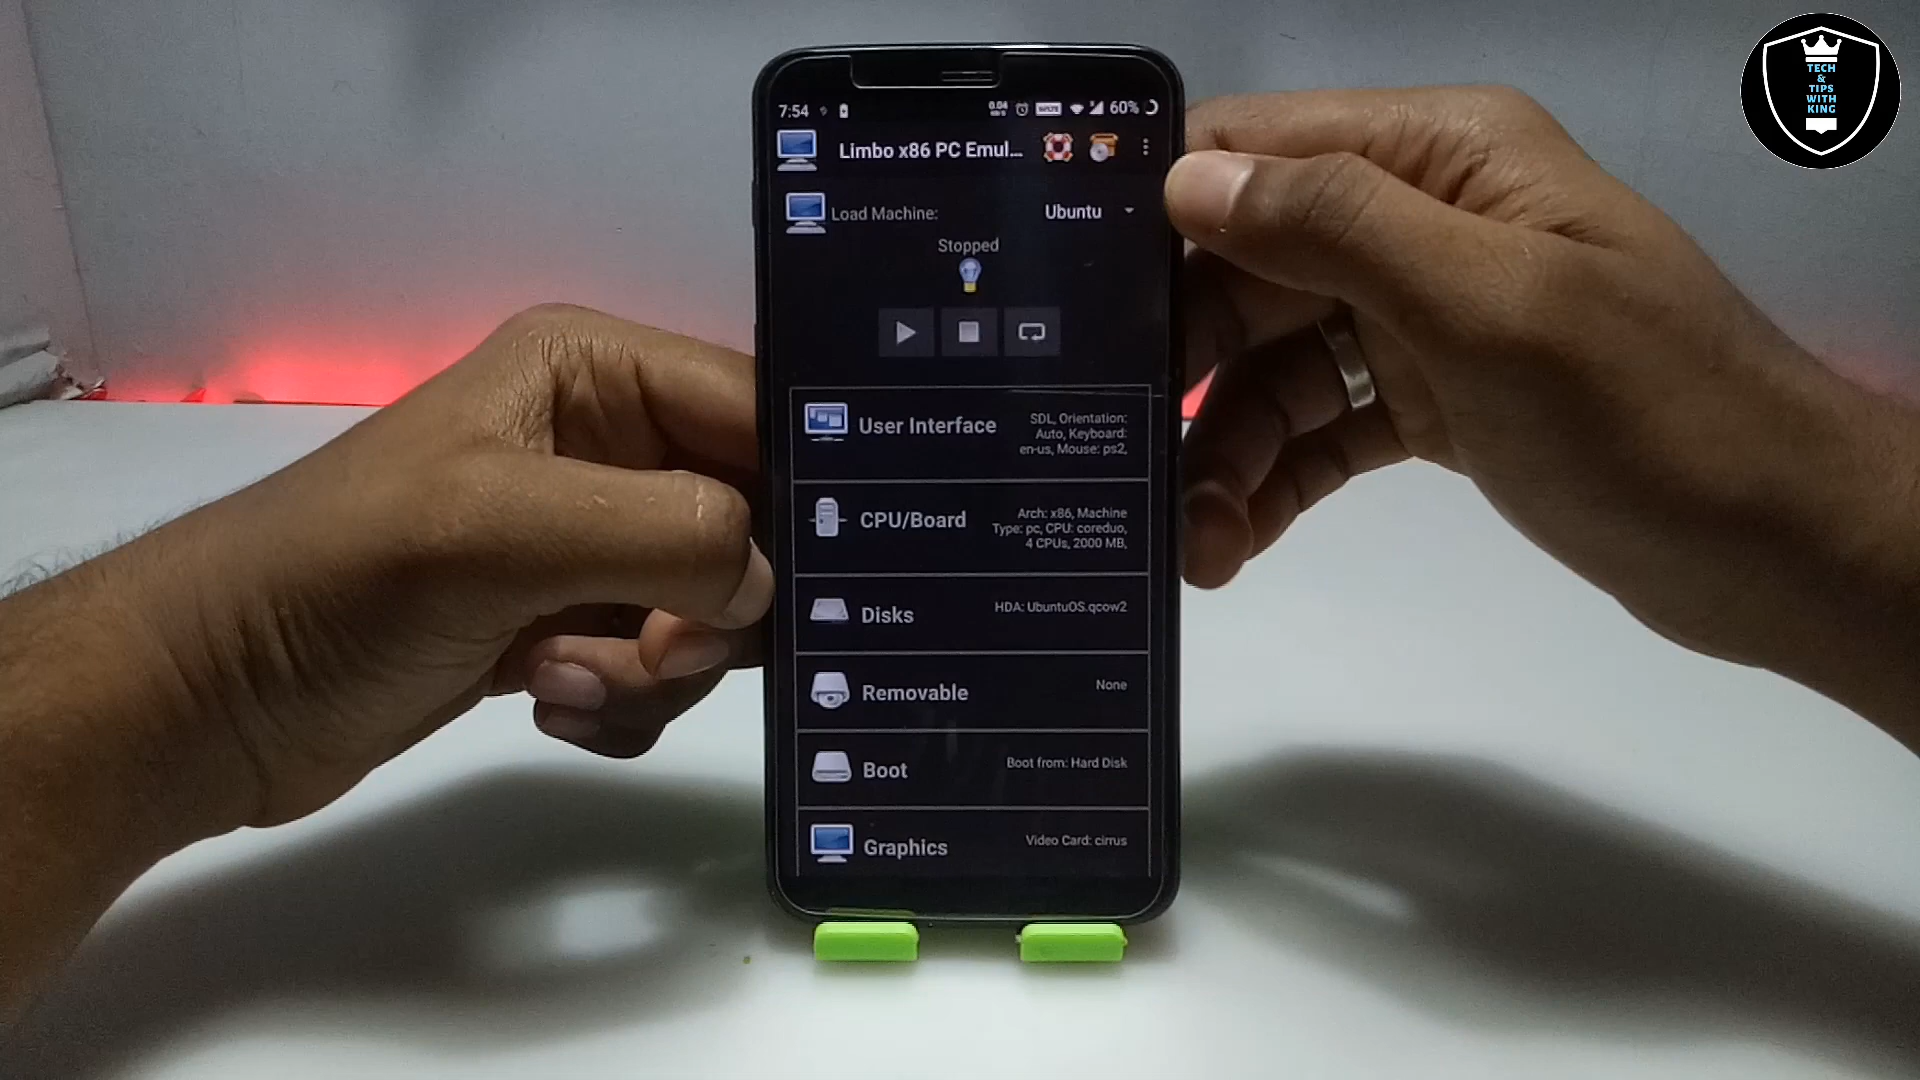 TECH
&
TIPS
WITH
KING
7:54
0.04
60%
Limbo x86 PC Emul...
Load Machine:
Ubuntu
Stopped
User Interface
SDL, Orientation:
Auto, Keyboard:
en-us, Mouse: ps2,
CPU/Board
Arch: x86, Machine
Type: pc, CPU: coreduo,
4 CPUs, 2000 MB,
Disks
HDA: UbuntuOS.qcow2
Removable
None
Boot
Boot from: Hard Disk
Graphics
Video Card: cirrus